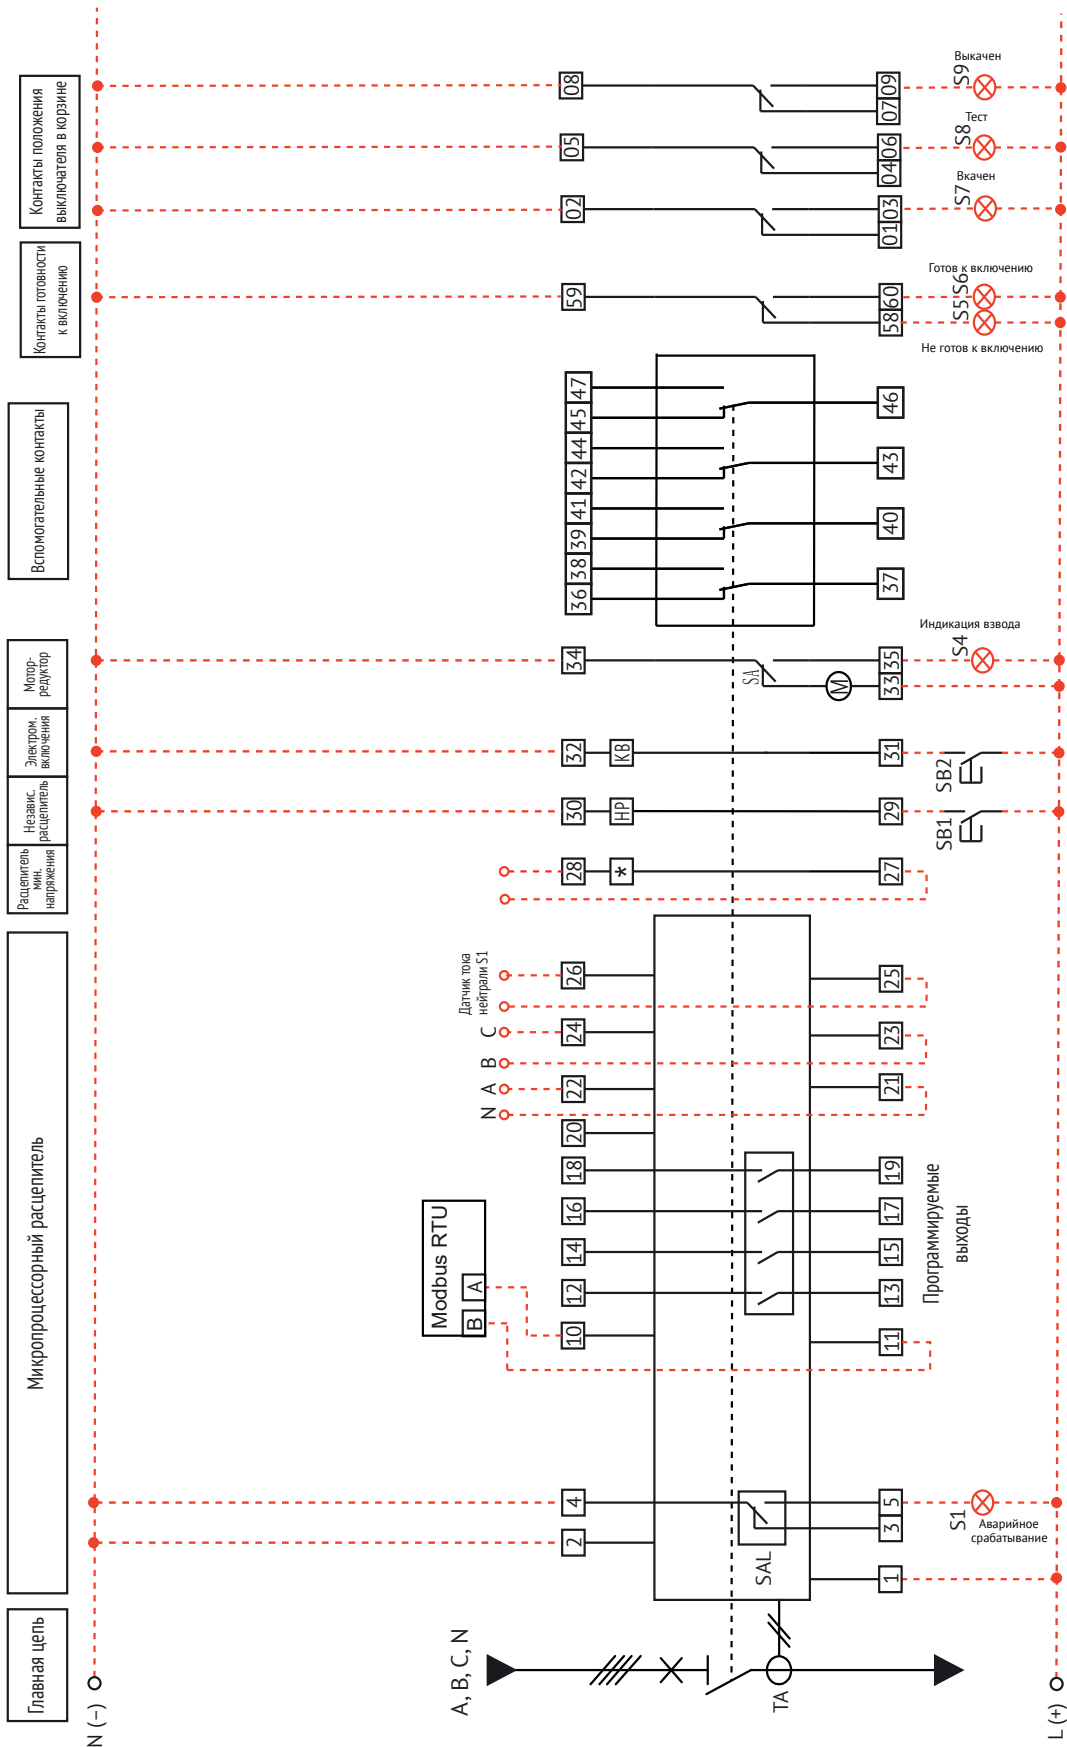 Главная цепь
Микропроцессорный расцепитель
Расцепитель
мин.
напряжения
Независ.
расцепитель
Электром.
включения
Мотор-
редуктор
Вспомогательные контакты
Контакты готовности
к включению
Контакты положения
выключателя в корзине
N (−)
A, B, C, N
Modbus RTU
B
A
N
A
B
C
Датчик тока
нейтрали S1
2
4
10
12
14
16
18
20
22
24
26
28
30
32
34
36
38
39
41
42
44
45
47
59
02
05
08
*
НР
КВ
SAL
TA
SA
M
1
3
5
11
13
15
17
19
21
23
25
27
29
31
33
35
37
40
43
46
58
60
01
03
04
06
07
09
S1
Аварийное
срабатывание
Программируемые
выходы
SB1
SB2
S4
Индикация взвода
S5
S6
Готов к включению
Не готов к включению
S7
Вкачен
S8
Тест
S9
Выкачен
L (+)